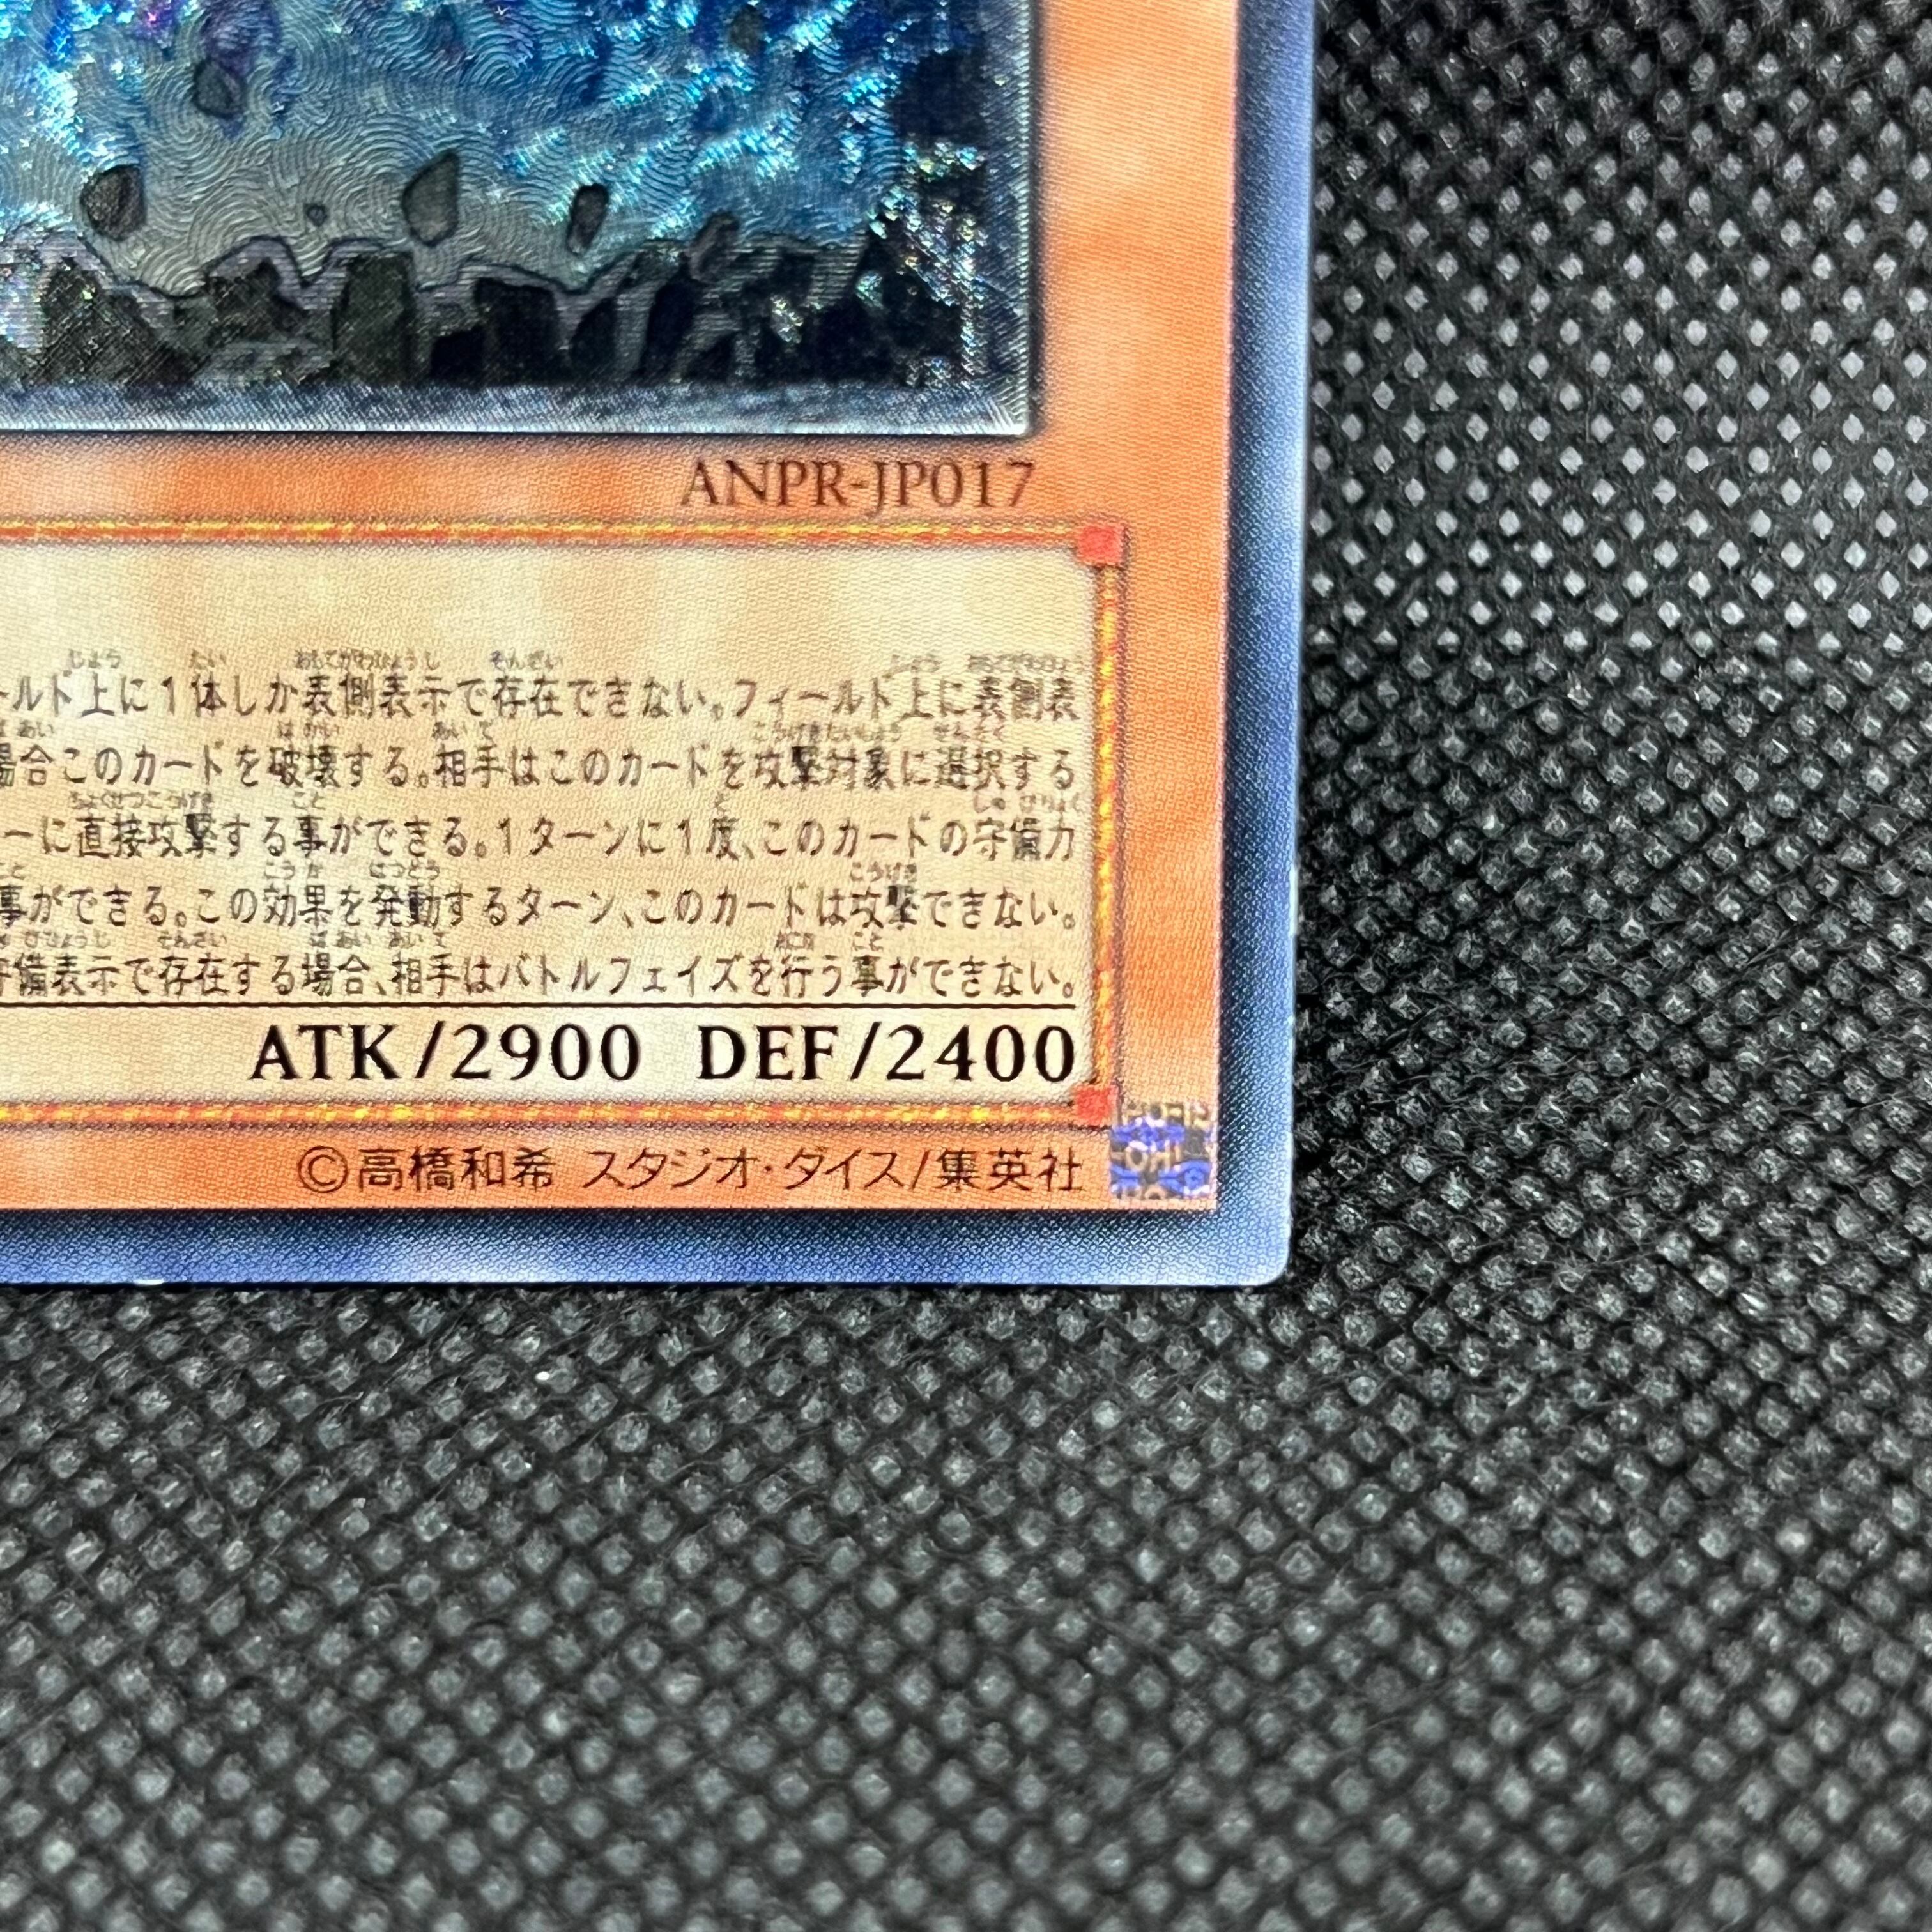 ANPR-JP017
ールド上に1体しか表側表示で存在できない。フィールド上に表側表
場合このカードを破壊する。相手はこのカードを攻撃対象に選択する
ーに直接攻撃する事ができる。1ターンに1度、このカードの守備力
事ができる。この効果を発動するターン、このカードは攻撃できない。
守備表示で存在する場合、相手はバトルフェイズを行う事ができない。
ATK/2900 DEF/2400
©高橋和希 スタジオ・ダイス/集英社